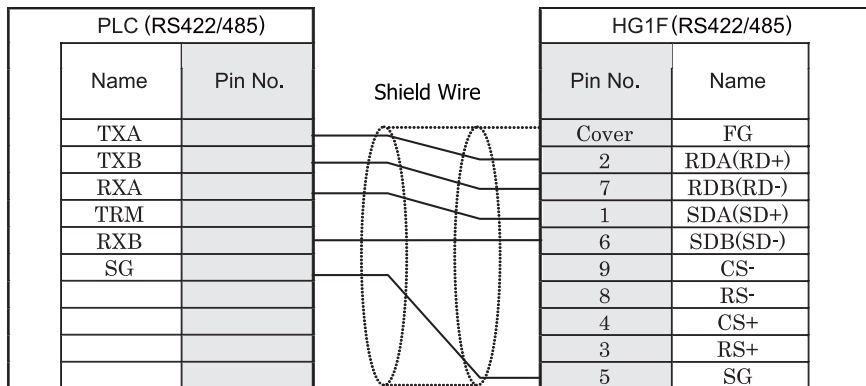 PLC (RS422/485) HG1F(RS422/485)
Name Pin No. Shield Wire Pin No. Name
TXA Cover FG
TXB 2 RDA(RD+)
RXA 7 RDB(RD-)
TRM 1 SDA(SD+)
RXB 6 SDB(SD-)
SG 9 CS-
8 RS-
4 CS+
3 RS+
5 SG